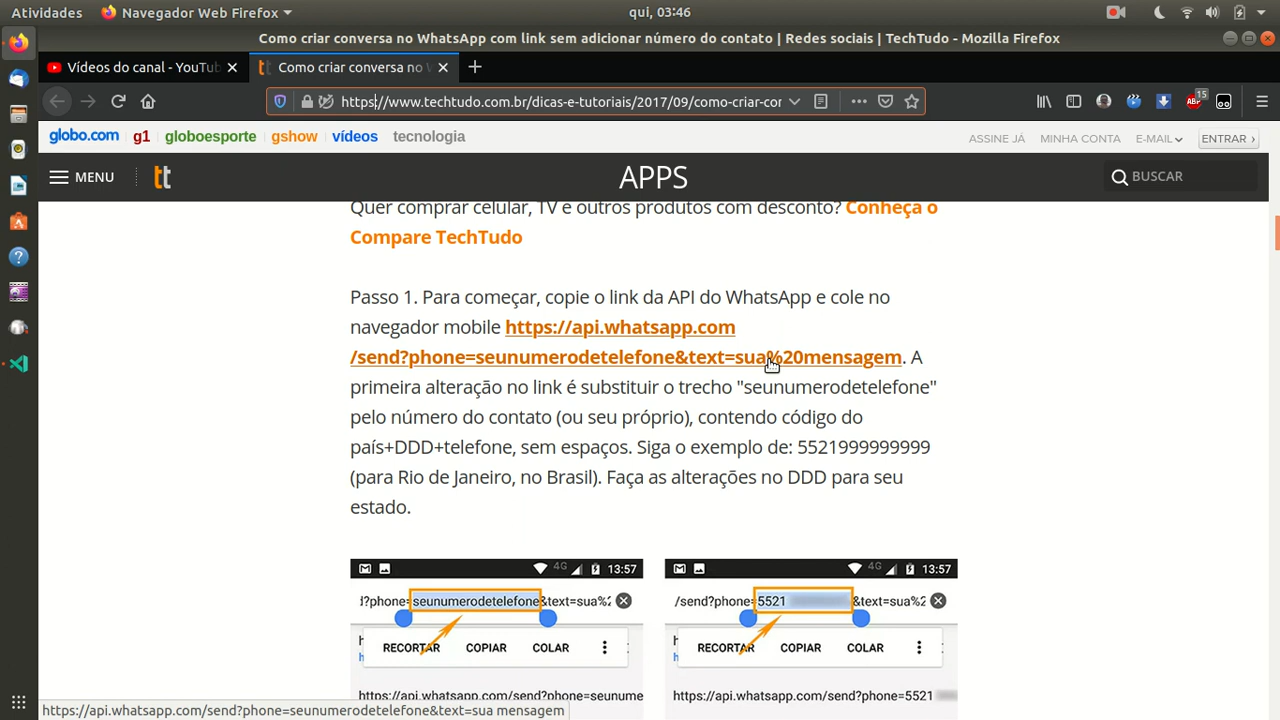 Atividades Navegador Web Firefox qui, 03:46
Como criar conversa no WhatsApp com link sem adicionar número do contato | Redes sociais | TechTudo - Mozilla Firefox
Vídeos do canal - YouTub Como criar conversa no W
https://www.techtudo.com.br/dicas-e-tutoriais/2017/09/como-criar-cor 15
globo.com g1 globoesporte gshow vídeos tecnologia ASSINE JÁ MINHA CONTA E-MAIL ENTRAR ›
MENU tt APPS BUSCAR
Quer comprar celular, TV e outros produtos com desconto? Conheça o
Compare TechTudo
Passo 1. Para começar, copie o link da API do WhatsApp e cole no
navegador mobile https://api.whatsapp.com
/send?phone=seunumerodetelefone&text=sua%20mensagem. A
primeira alteração no link é substituir o trecho "seunumerodetelefone"
pelo número do contato (ou seu próprio), contendo código do
país+DDD+telefone, sem espaços. Siga o exemplo de: 5521999999999
(para Rio de Janeiro, no Brasil). Faça as alterações no DDD para seu
estado.
4G 13:57 4G 13:57
d?phone=seunumerodetelefone&text=sua%2 /send?phone=5521 &text=sua%2
RECORTAR COPIAR COLAR RECORTAR COPIAR COLAR
https://api.whatsapp.com/send?phone=seunume https://api.whatsapp.com/send?phone=5521
https://api.whatsapp.com/send?phone=seunumerodetelefone&text=sua mensagem